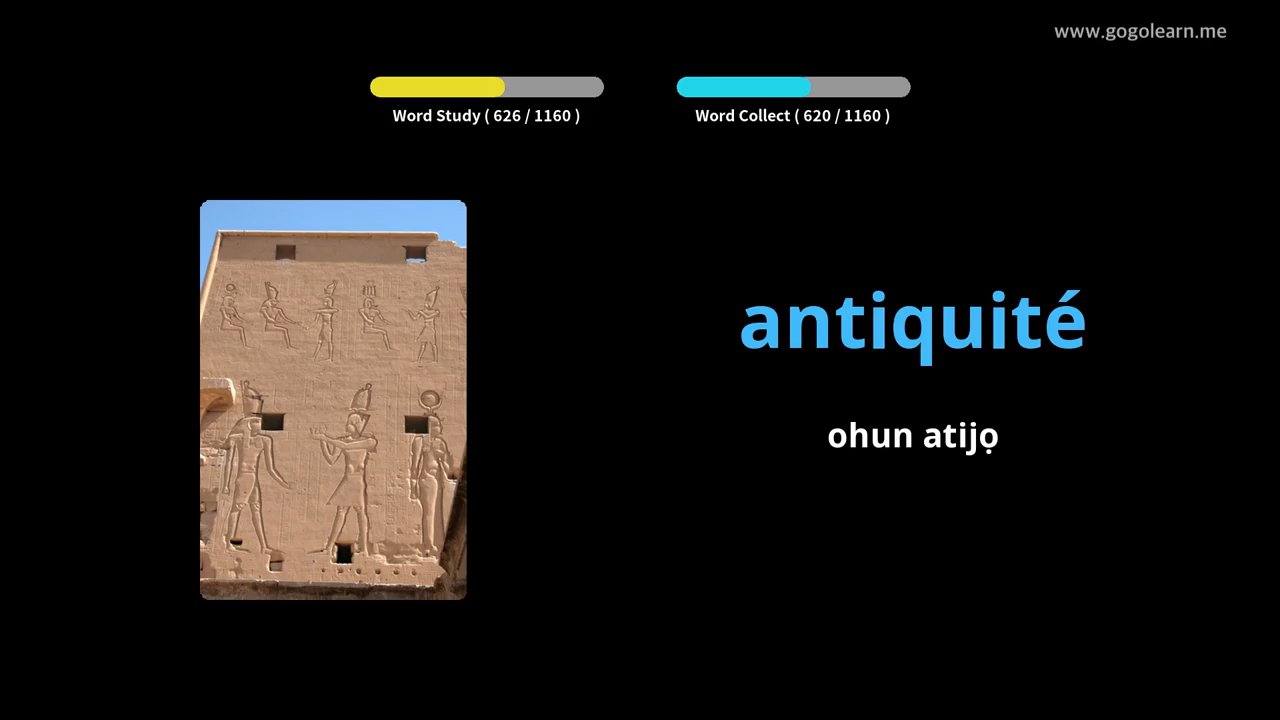 www.gogolearn.me
Word Study ( 626 / 1160 )
Word Collect ( 620 / 1160 )
antiquité
ohun atijọ